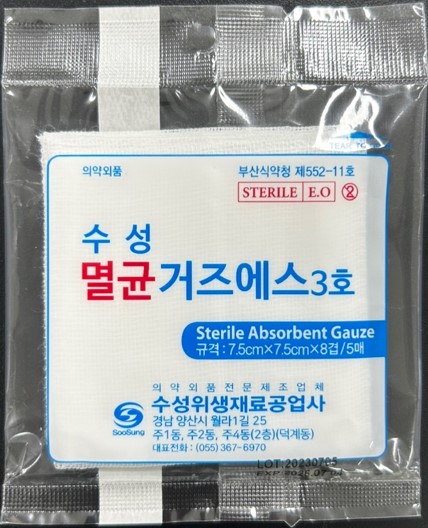 TEAR TO
의약외품
부산식약청 제552-11호
STERILE E.O ②
수성
멸균거즈에스3호
Sterile Absorbent Gauze
규격 : 7.5cm×7.5cm×8겹/5매
의약외품전문제조업체
SooSung
수성위생재료공업사
경남 양산시 월라1길 25
주1동, 주2동, 주4동(2층)(덕계동)
대표전화 : (055) 367-6970
LOT:20230705